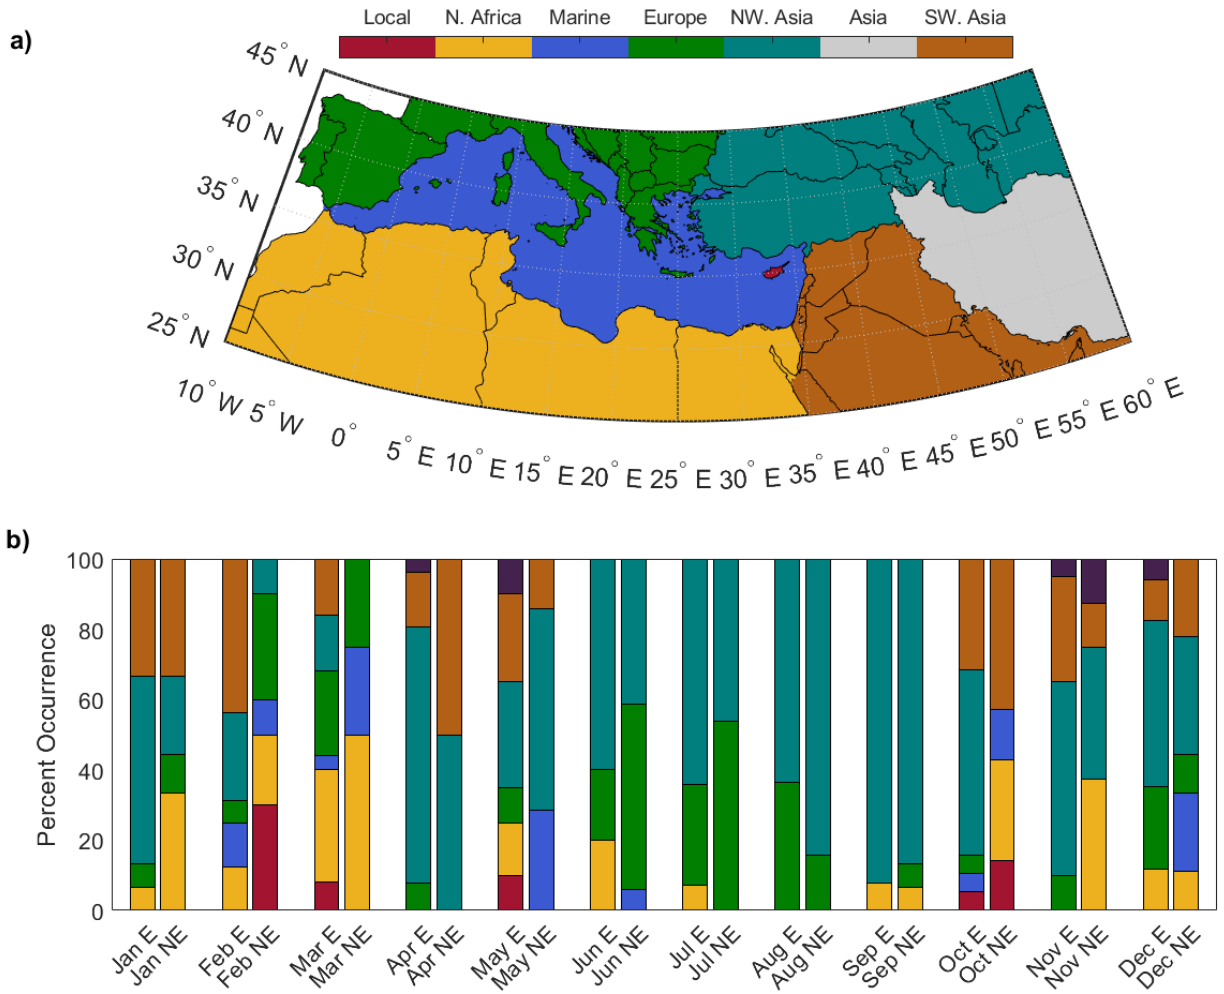 a)
Local N. Africa Marine Europe NW. Asia Asia SW. Asia
45°N
40°N
35°N
30°N
25°N
10°W 5°W 0° 5°E 10°E 15°E 20°E 25°E 30°E 35°E 40°E 45°E 50°E 55°E 60°E
b)
Percent Occurrence
100
80
60
40
20
0
Jan E
Jan NE
Feb E
Feb NE
Mar E
Mar NE
Apr E
Apr NE
May E
May NE
Jun E
Jun NE
Jul E
Jul NE
Aug E
Aug NE
Sep E
Sep NE
Oct E
Oct NE
Nov E
Nov NE
Dec E
Dec NE